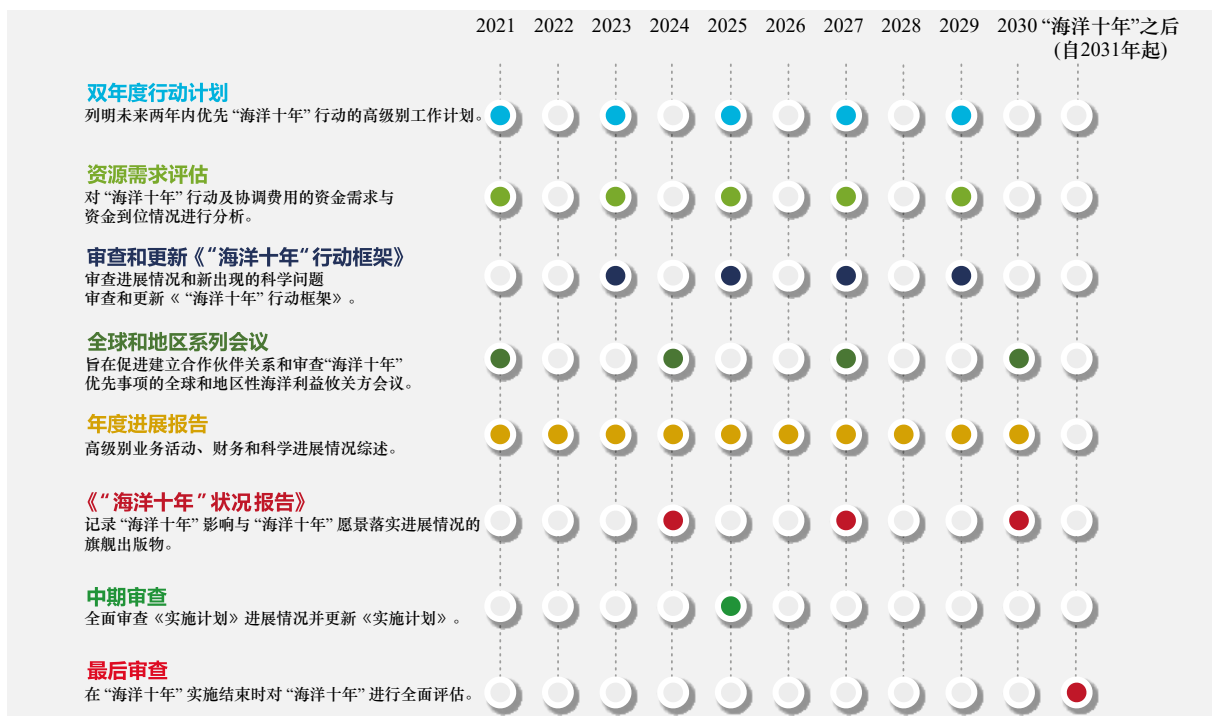 2021 2022 2023 2024 2025 2026 2027 2028 2029 2030 “海洋十年”之后
(自2031年起)
双年度行动计划
列明未来两年内优先 “海洋十年” 行动的高级别工作计划。
资源需求评估
对 “海洋十年” 行动及协调费用的资金需求与
资金到位情况进行分析。
审查和更新《“海洋十年“ 行动框架》
审查进展情况和新出现的科学问题
审查和更新《 “海洋十年” 行动框架》 。
全球和地区系列会议
旨在促进建立合作伙伴关系和审查“海洋十年”
优先事项的全球和地区性海洋利益攸关方会议。
年度进展报告
高级别业务活动、财务和科学进展情况综述。
《“ 海洋十年 ” 状况报告》
记录 “海洋十年” 影响与 “海洋十年” 愿景落实进展情况的
旗舰出版物。
中期审查
全面审查《实施计划》进展情况并更新《实施计划》 。
最后审查
在 “海洋十年” 实施结束时对 “海洋十年” 进行全面评估。